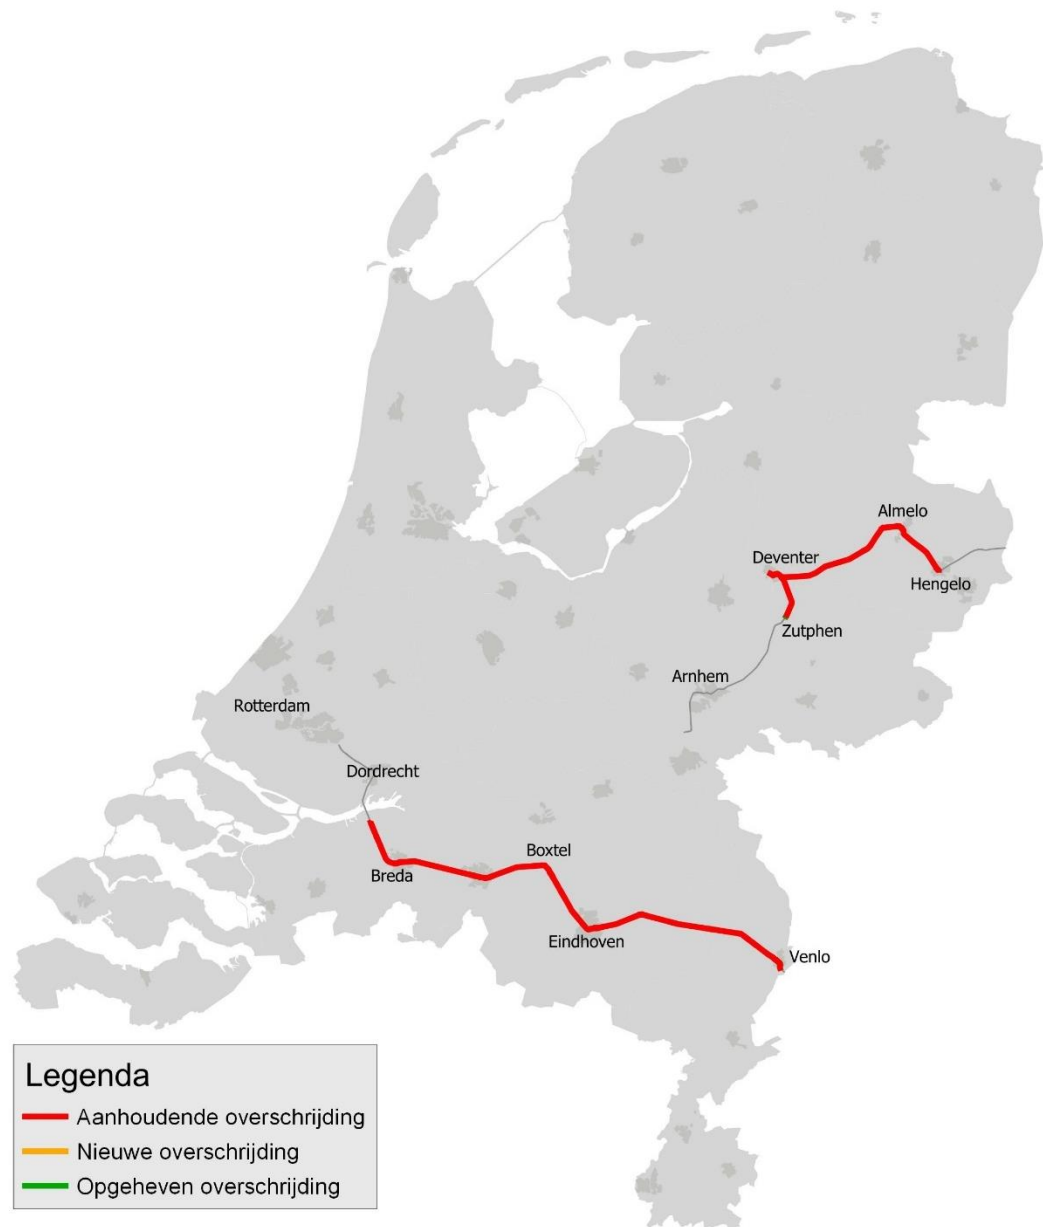 Almelo
Deventer
Hengelo
Zutphen
Arnhem
Rotterdam
Dordrecht
Boxtel
Breda
Eindhoven
Venlo
Legenda
Aanhoudende overschrijding
Nieuwe overschrijding
Opgeheven overschrijding